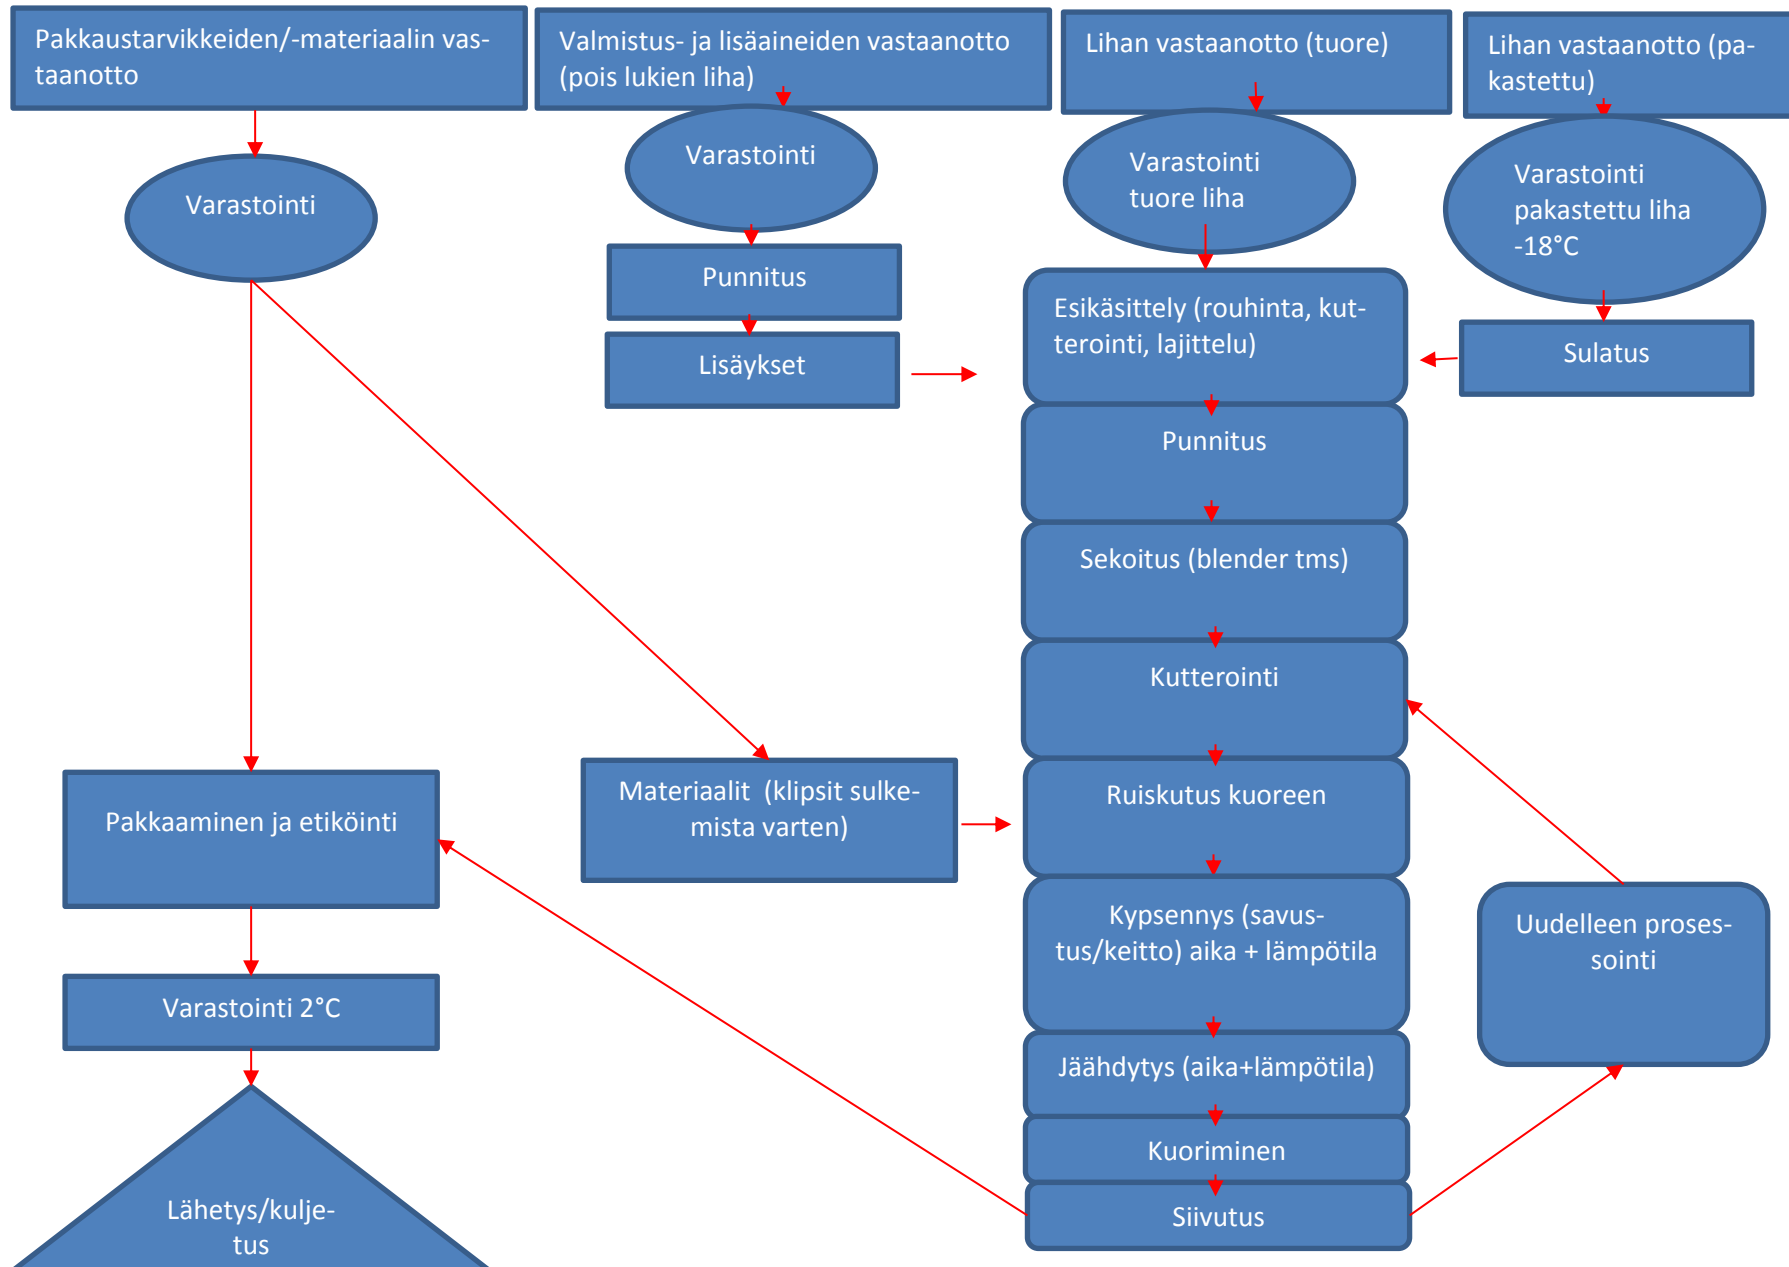 Pakkaustarvikkeiden/-materiaalin vas-
taanotto
Valmistus- ja lisäaineiden vastaanotto
(pois lukien liha)
Lihan vastaanotto (tuore)
Lihan vastaanotto (pa-
kastettu)
Varastointi
Varastointi
Varastointi
tuore liha
Varastointi
pakastettu liha
-18°C
Punnitus
Lisäykset
Esikäsittely (rouhinta, kut-
terointi, lajittelu)
Sulatus
Punnitus
Sekoitus (blender tms)
Kutterointi
Materiaalit (klipsit sulke-
mista varten)
Ruiskutus kuoreen
Pakkaaminen ja etiköinti
Kypsennys (savus-
tus/keitto) aika + lämpötila
Uudelleen proses-
sointi
Varastointi 2°C
Jäähdytys (aika+lämpötila)
Kuoriminen
Siivutus
Lähetys/kulje-
tus